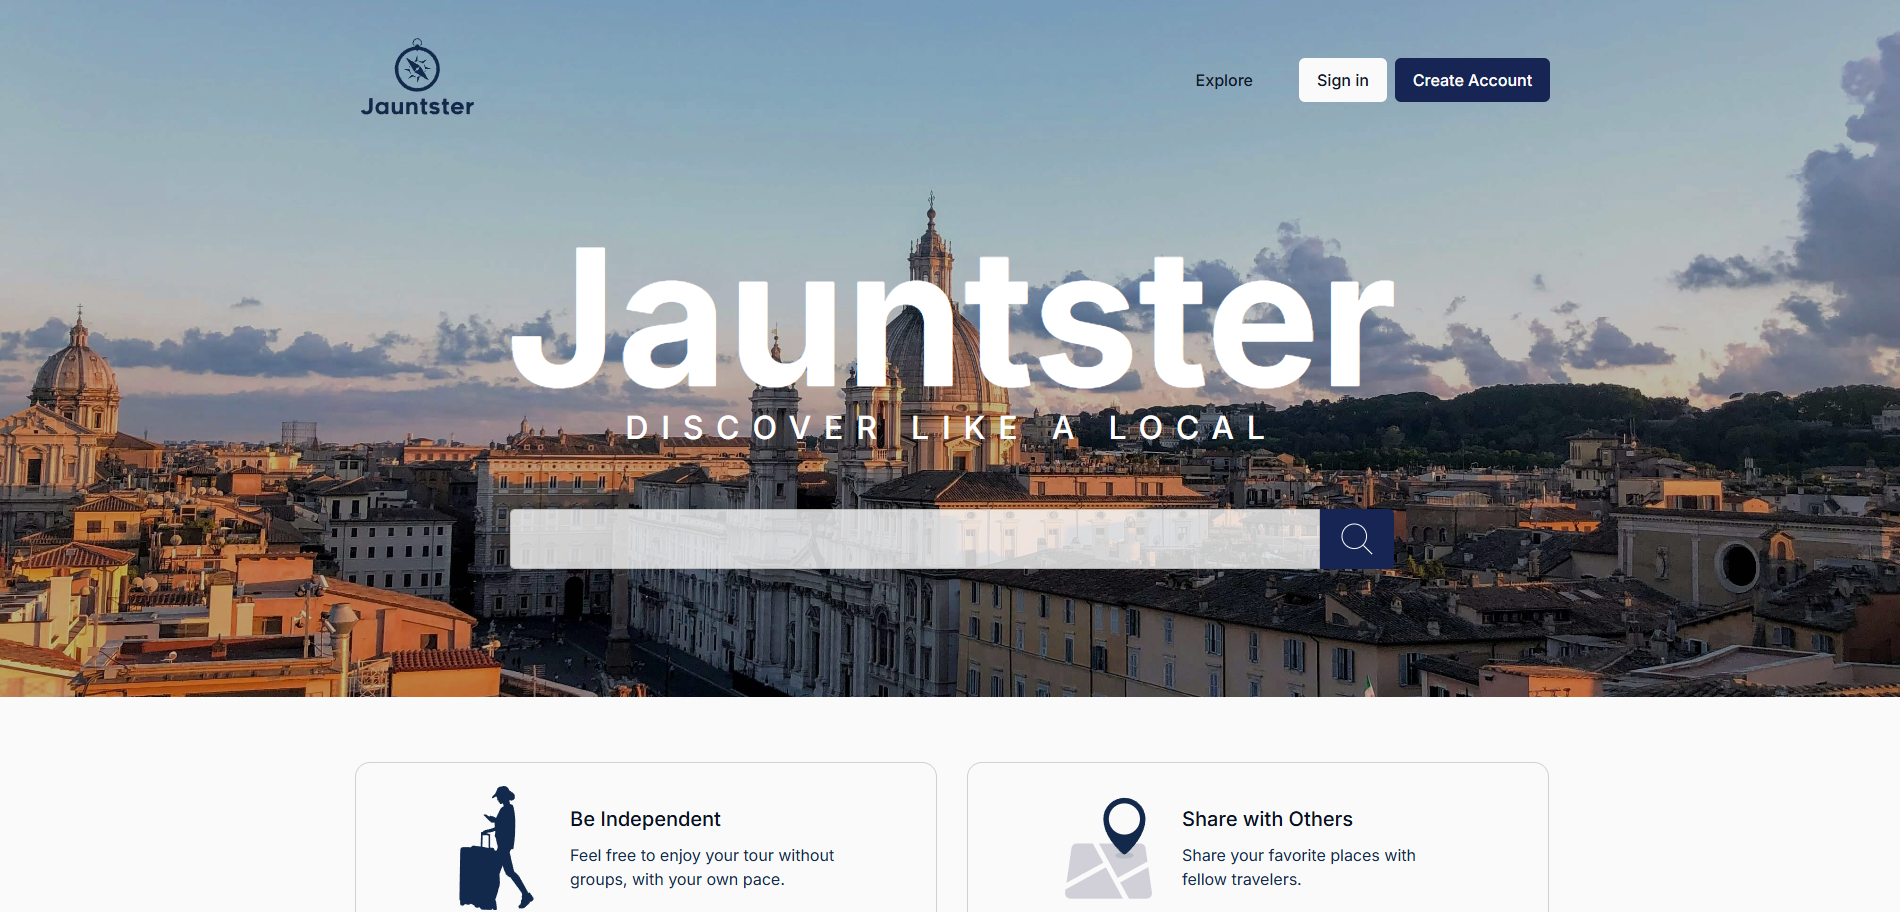 Jauntster
Explore
Sign in
Create Account
Jauntster
DISCOVER LIKE A LOCAL
Be Independent
Feel free to enjoy your tour without
groups, with your own pace.
Share with Others
Share your favorite places with
fellow travelers.